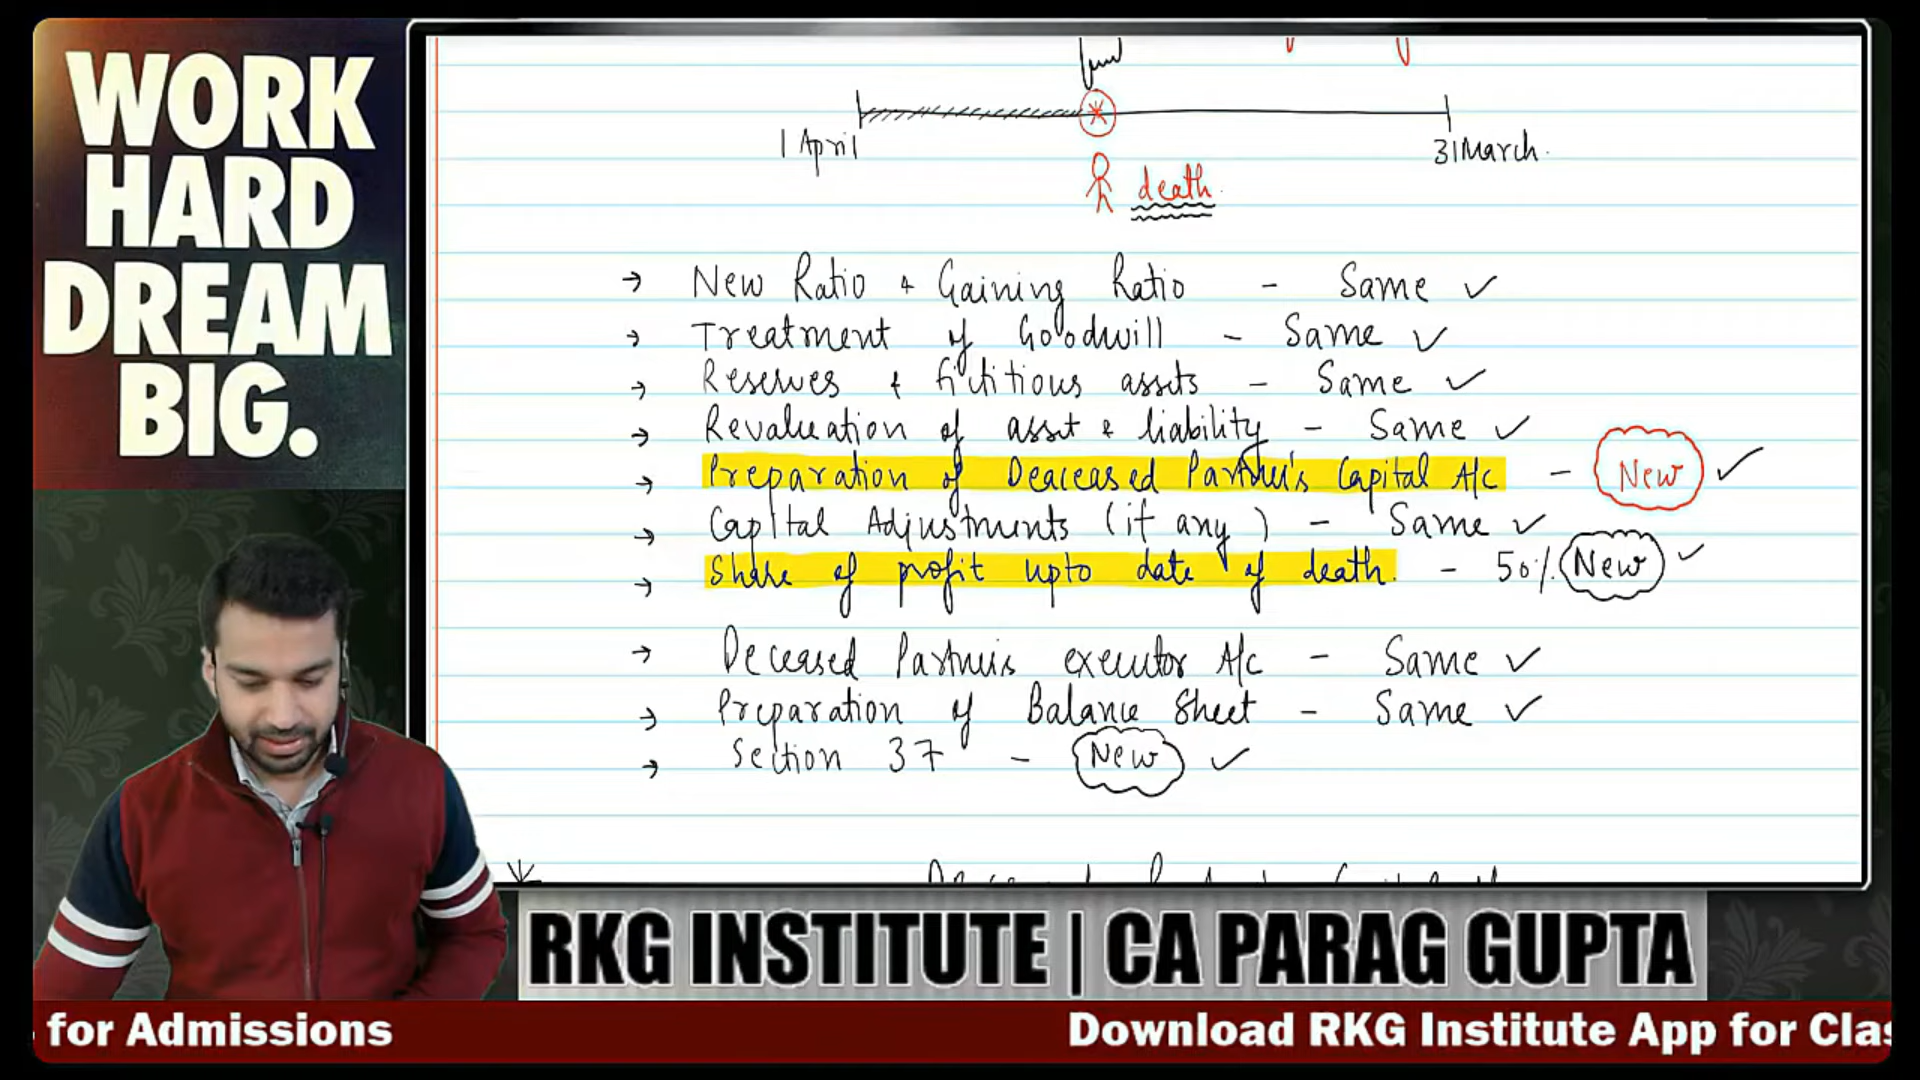 WORK
HARD
DREAM
BIG.
1 April
31 March.
death.
→ New Ratio & Gaining Ratio - Same ✓
→ Treatment of Goodwill - Same ✓
→ Reserves & fictitious assets - Same ✓
→ Revaluation of asset & liability - Same ✓
→ Preparation of Deaceased Partner's Capital A/c - New ✓
→ Capital Adjustments (if any) - Same ✓
→ Share of profit upto date of death. - 50% New ✓
→ Deceased Partner's executor A/c - Same ✓
→ Preparation of Balance Sheet - Same ✓
→ Section 37 - New ✓
RKG INSTITUTE | CA PARAG GUPTA
for Admissions Download RKG Institute App for Clas